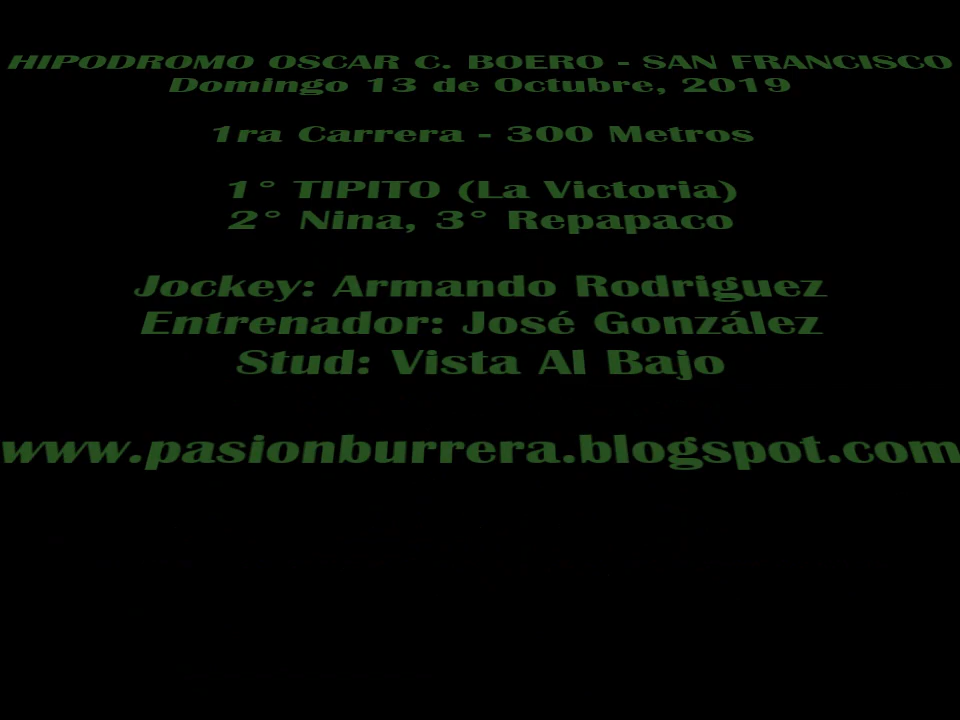 HIPODROMO OSCAR C. BOERO - SAN FRANCISCO
Domingo 13 de Octubre, 2019
1ra Carrera - 300 Metros
1° TIPITO (La Victoria)
2° Nina, 3° Repapaco
Jockey: Armando Rodriguez
Entrenador: José González
Stud: Vista Al Bajo
www.pasionburrera.blogspot.com